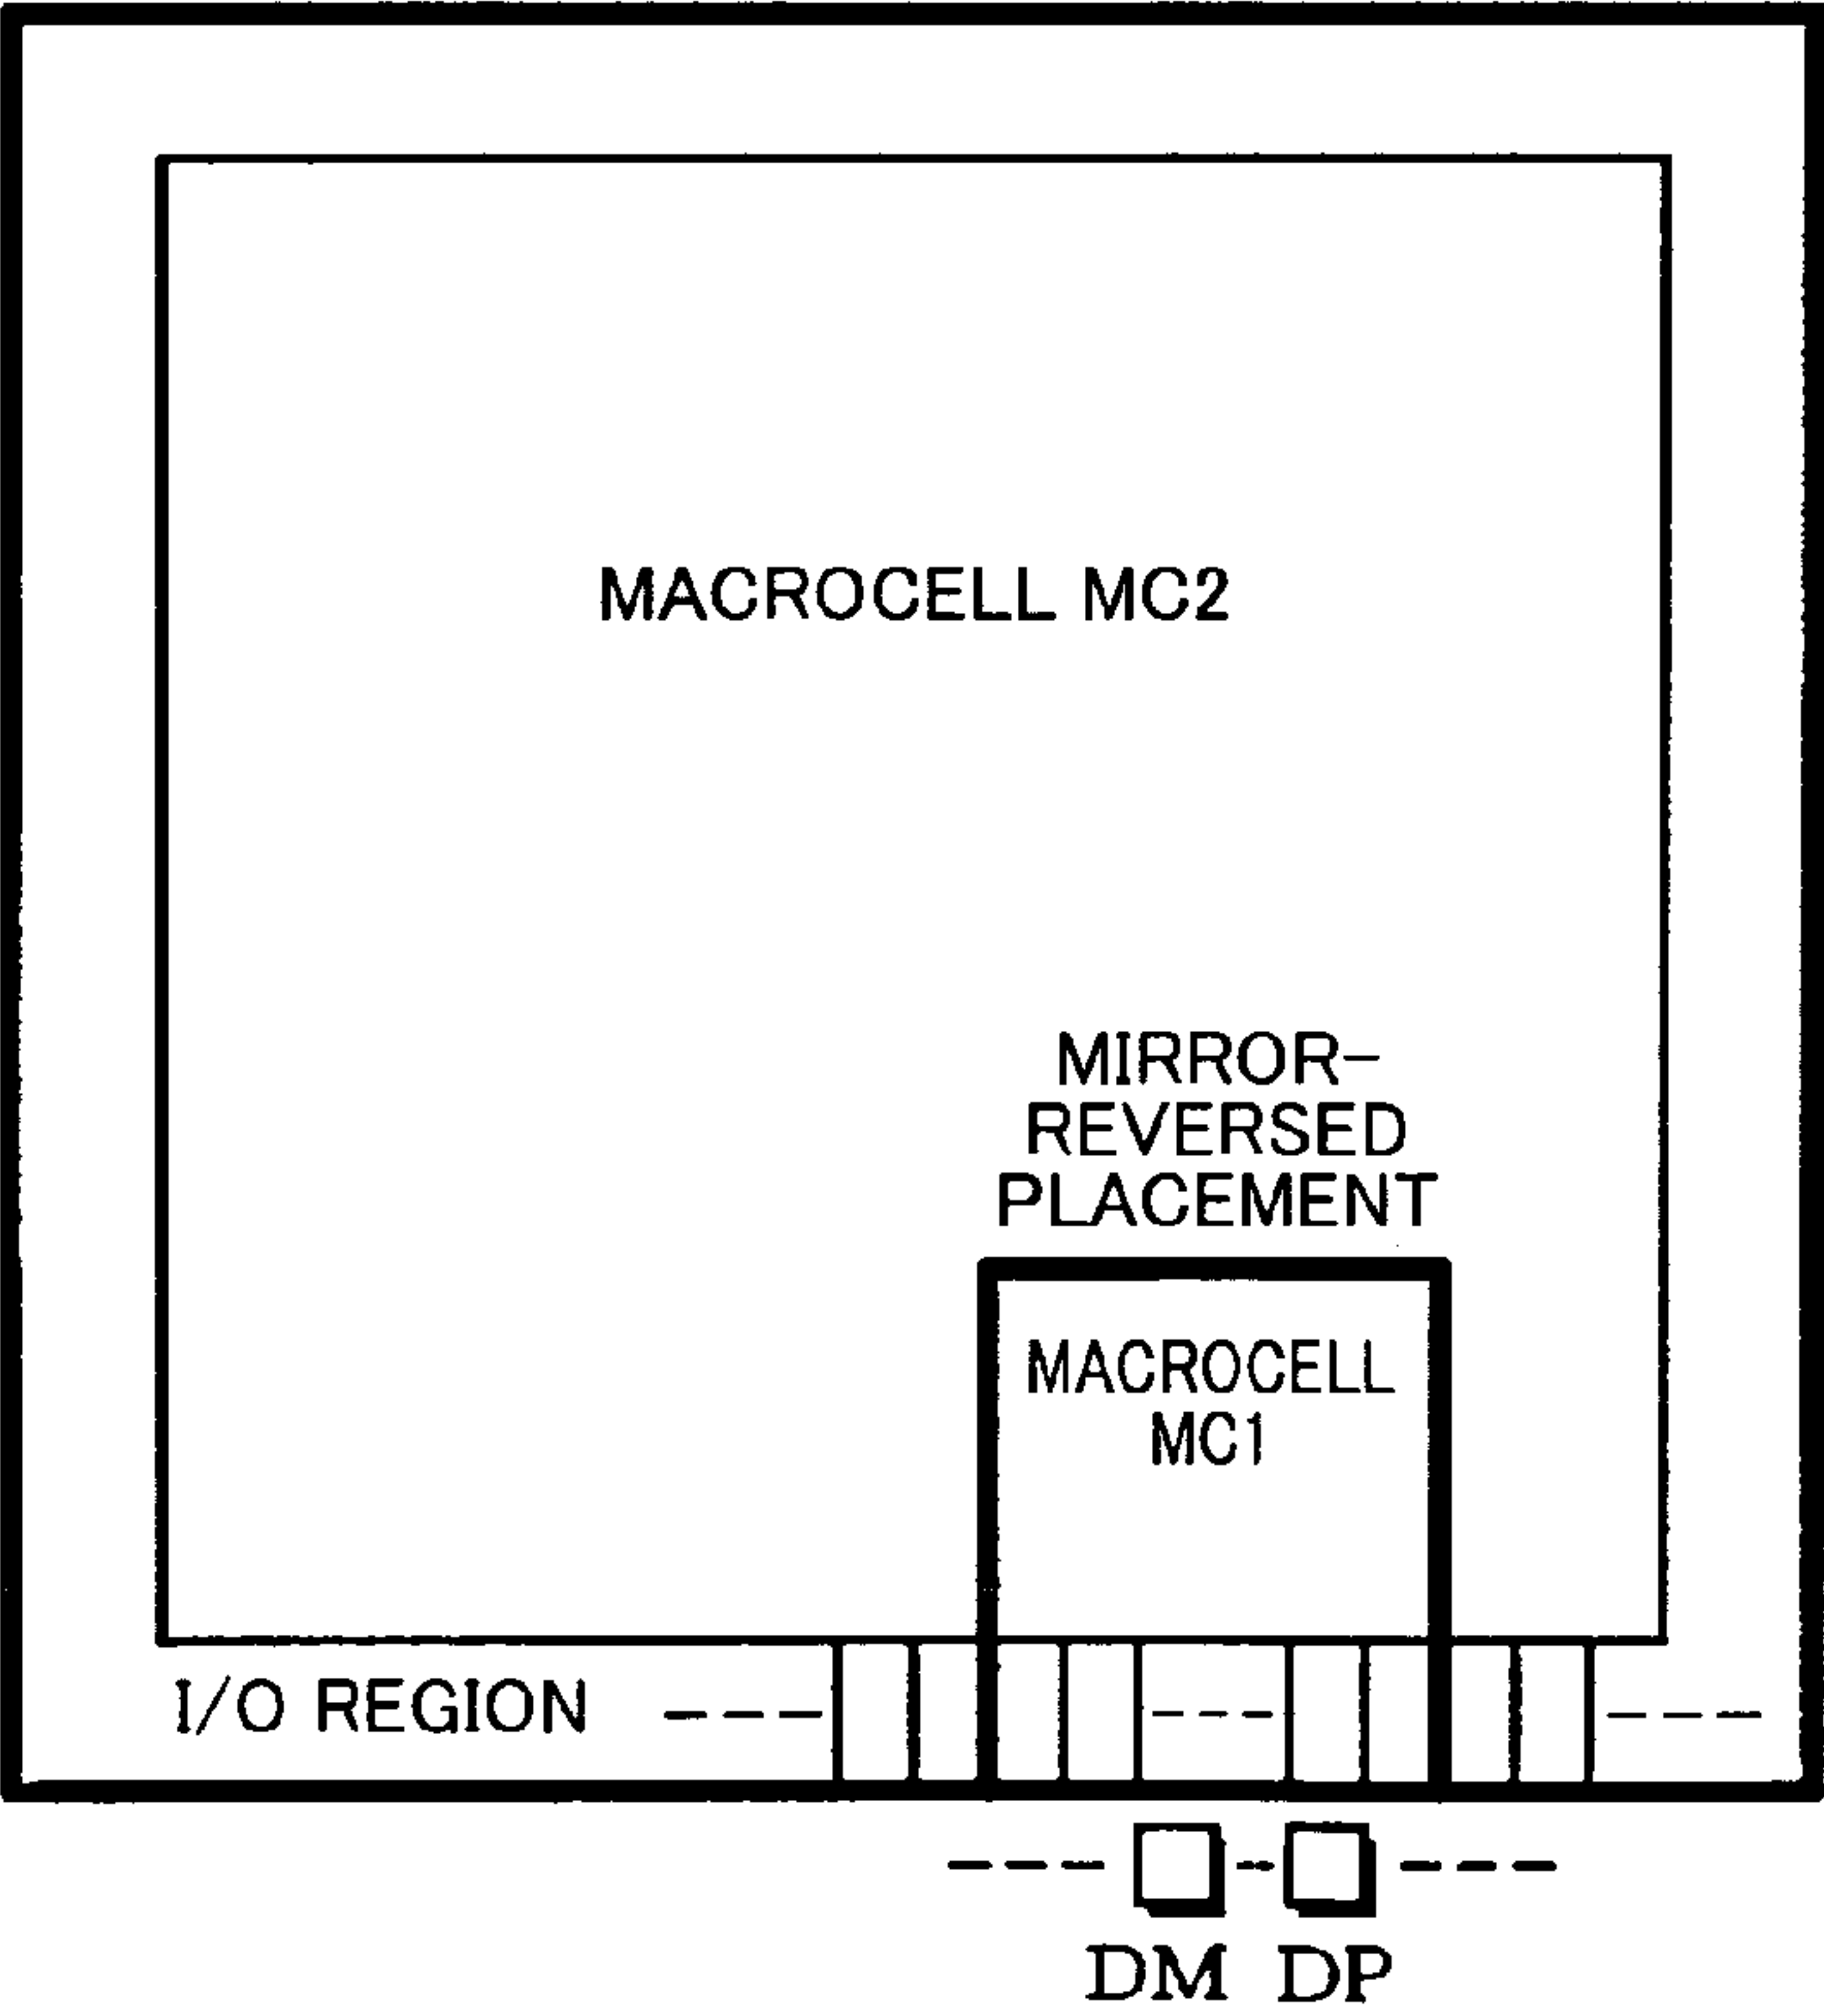 MACROCELL MC2
MIRROR-
REVERSED
PLACEMENT
MACROCELL
MC1
I/O REGION
DM DP